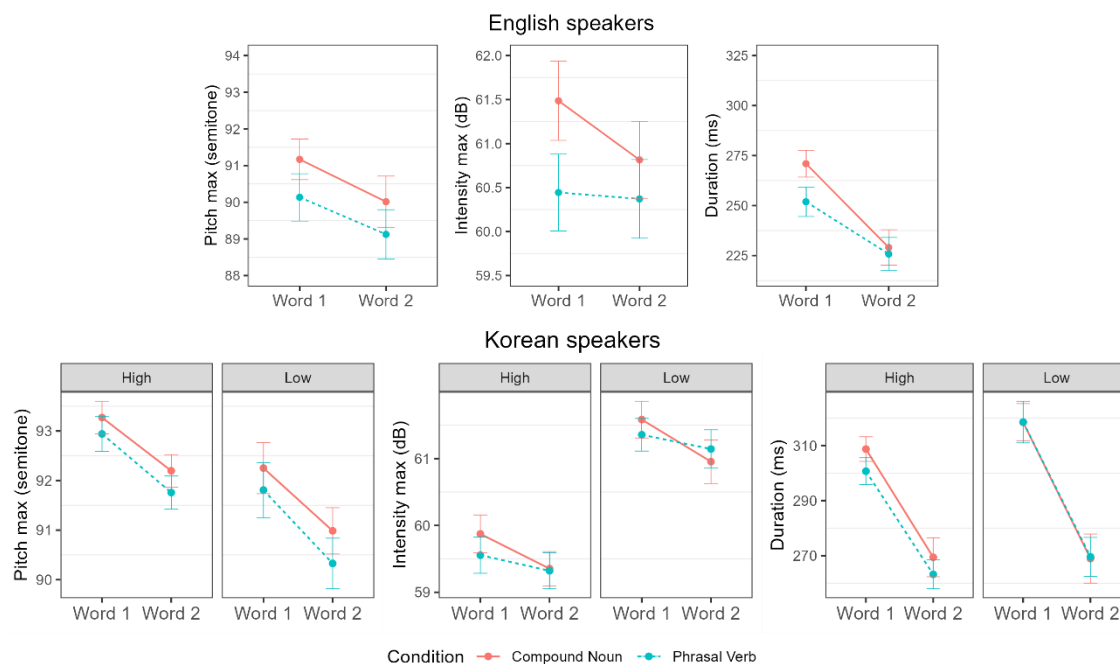 English speakers
Pitch max (semitone)
94
93
92
91
90
89
88
Word 1 Word 2
Intensity max (dB)
62.0
61.5
61.0
60.5
60.0
59.5
Word 1 Word 2
Duration (ms)
325
300
275
250
225
Word 1 Word 2
Korean speakers
High Low
Pitch max (semitone)
93
92
91
90
Word 1 Word 2 Word 1 Word 2
High Low
Intensity max (dB)
61
60
59
Word 1 Word 2 Word 1 Word 2
High Low
Duration (ms)
310
290
270
Word 1 Word 2 Word 1 Word 2
Condition Compound Noun Phrasal Verb